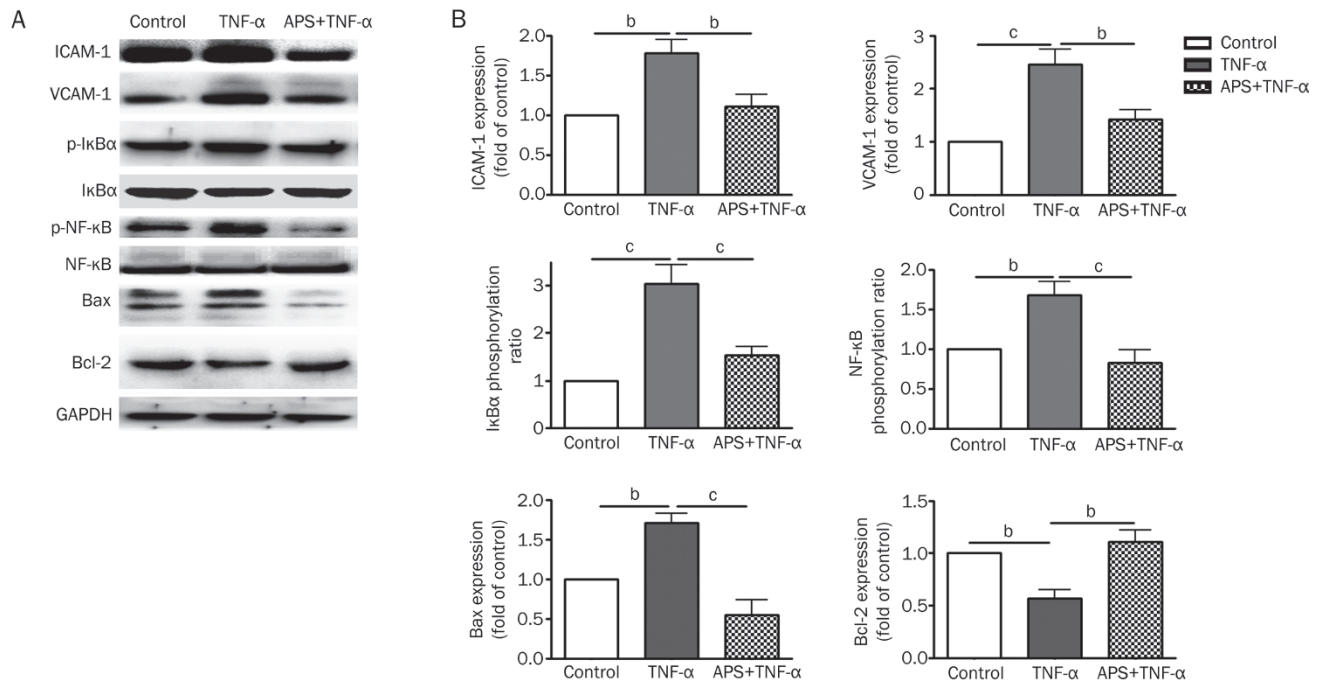 A
Control TNF-α APS+TNF-α
ICAM-1
VCAM-1
p-IκBα
IκBα
p-NF-κB
NF-κB
Bax
Bcl-2
GAPDH
B
ICAM-1 expression
(fold of control)
2.0
1.5
1.0
0.5
0.0
b b
Control TNF-α APS+TNF-α
VCAM-1 expression
(fold of control)
3
2
1
0
c b
Control TNF-α APS+TNF-α
Control
TNF-α
APS+TNF-α
IκBα phosphorylation
ratio
3
2
1
0
c c
Control TNF-α APS+TNF-α
NF-κB
phosphorylation ratio
2.0
1.5
1.0
0.5
0.0
b c
Control TNF-α APS+TNF-α
Bax expression
(fold of control)
2.0
1.5
1.0
0.5
0.0
b c
Control TNF-α APS+TNF-α
Bcl-2 expression
(fold of control)
1.5
1.0
0.5
0.0
b b
Control TNF-α APS+TNF-α